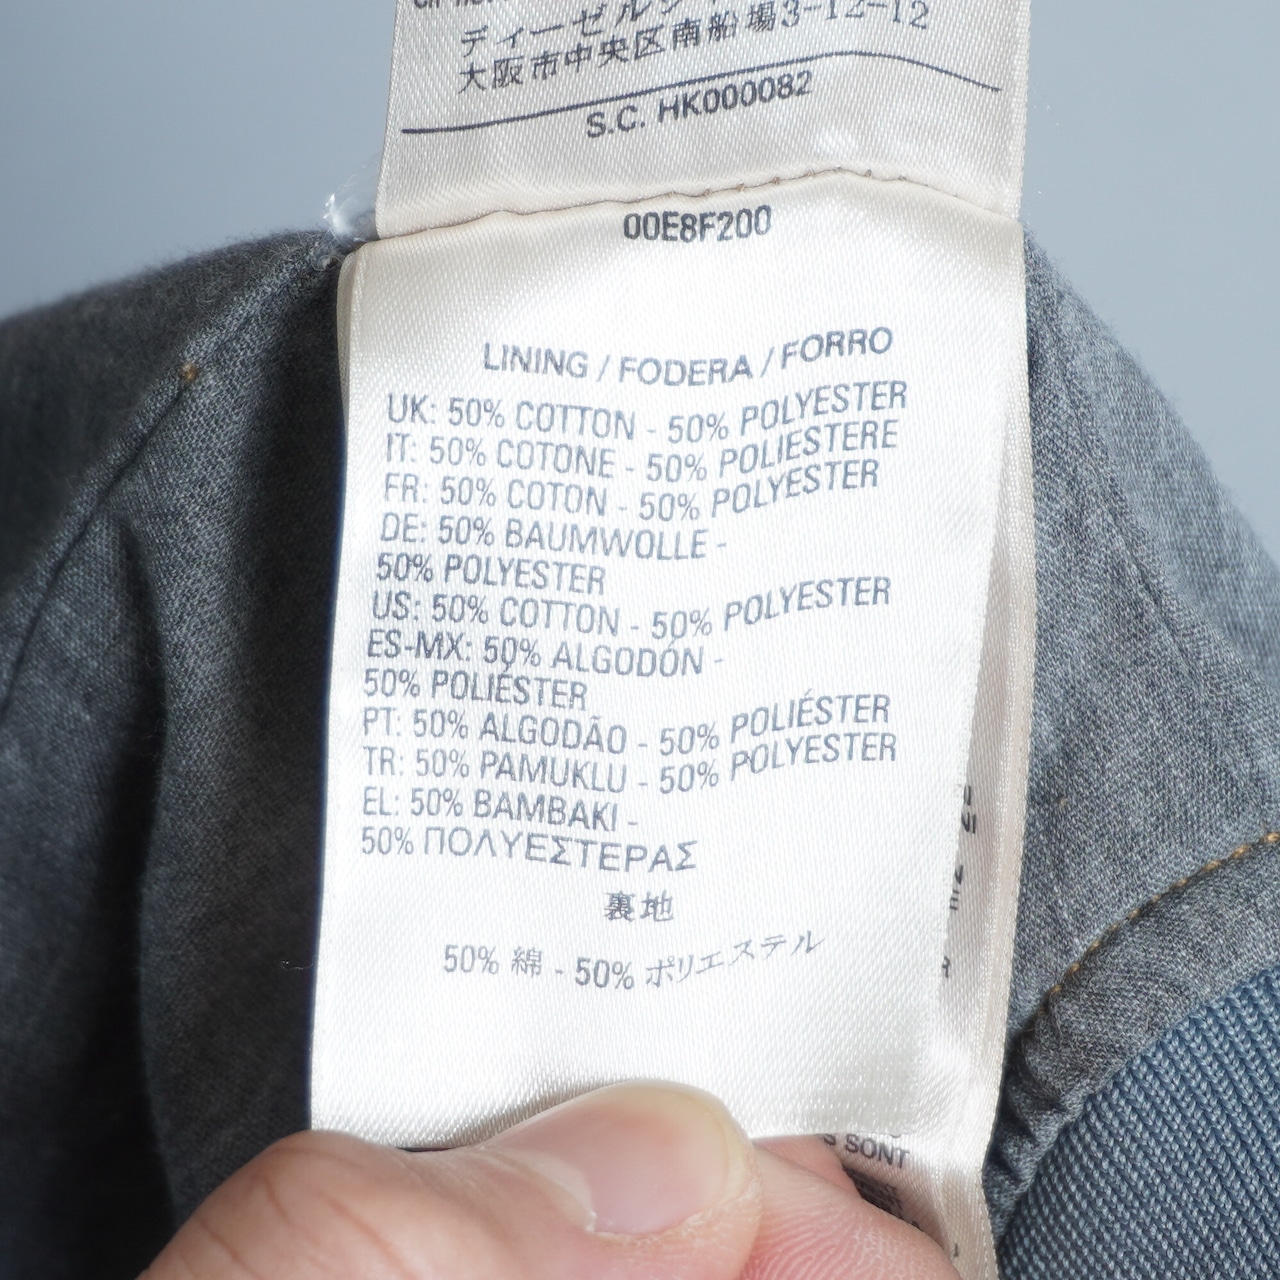 ディーゼルジャ
大阪市中央区南船場3-12-12
S.C. HK000082
00E8F200
LINING / FODERA / FORRO
UK: 50% COTTON - 50% POLYESTER
IT: 50% COTONE - 50% POLIESTERE
FR: 50% COTON - 50% POLYESTER
DE: 50% BAUMWOLLE -
50% POLYESTER
US: 50% COTTON - 50% POLYESTER
ES-MX: 50% ALGODÓN -
50% POLIÉSTER
PT: 50% ALGODÃO - 50% POLIÉSTER
TR: 50% PAMUKLU - 50% POLYESTER
EL: 50% ΒΑΜΒΑΚΙ -
50% ΠΟΛΥΕΣΤΕΡΑΣ
裏地
50% 綿 - 50% ポリエステル
SONT